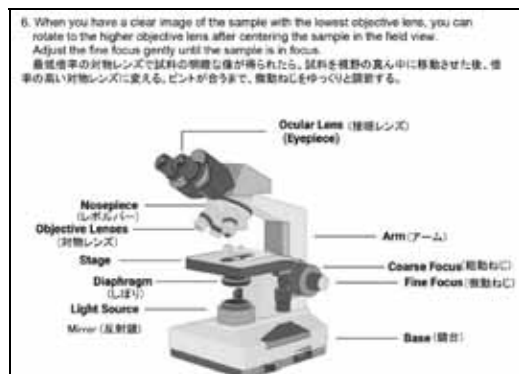 6. When you have a clear image of the sample with the lowest objective lens, you can
rotate to the higher objective lens after centering the sample in the field view.
Adjust the fine focus gently until the sample is in focus.
最低倍率の対物レンズで試料の明瞭な像が得られたら、試料を視野の真ん中に移動させた後、倍
率の高い対物レンズに変える。ピントが合うまで、微動ねじをゆっくりと調節する。
Ocular Lens (接眼レンズ)
(Eyepiece)
Nosepiece
(レボルバー)
Objective Lenses
(対物レンズ)
Arm (アーム)
Stage
Coarse Focus (粗動ねじ)
Diaphragm
(しぼり)
Fine Focus (微動ねじ)
Light Source
Mirror (反射鏡)
Base (鏡台)